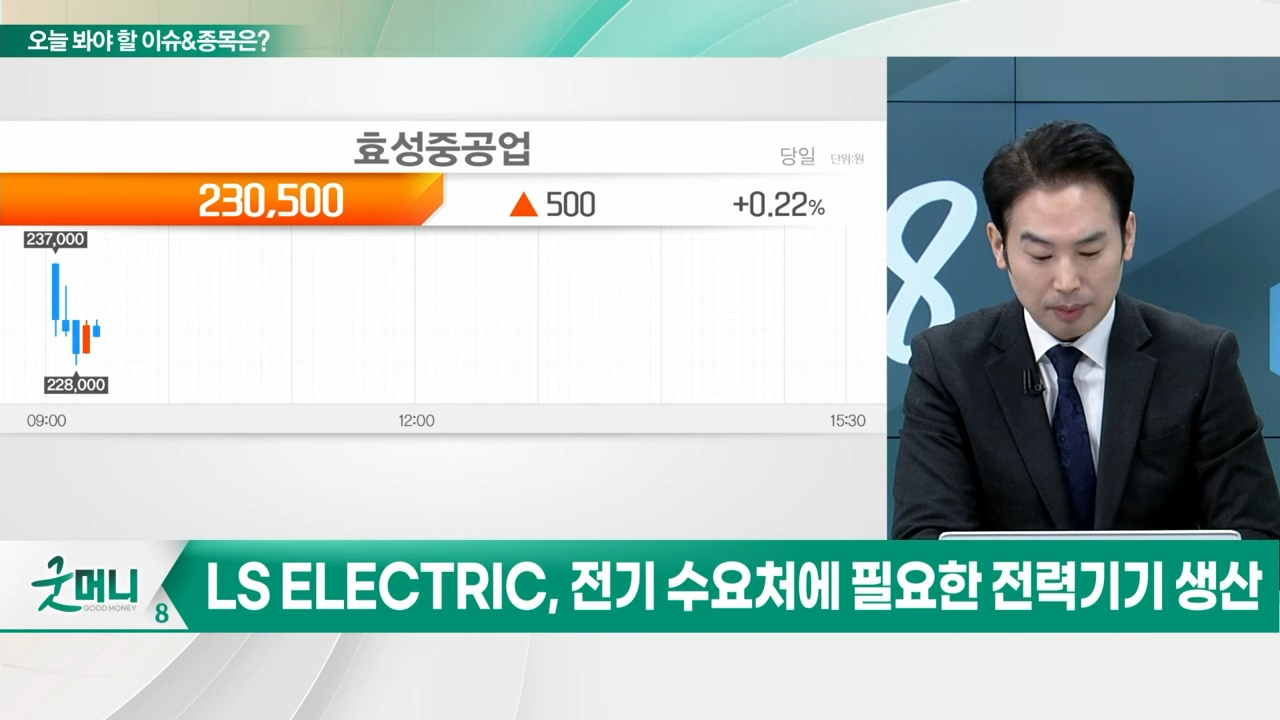 오늘 봐야 할 이슈&종목은?
효성중공업
당일 단위:원
230,500 ▲ 500 +0.22%
237,000
228,000
09:00 12:00 15:30
8
굿머니
GOOD MONEY
8
LS ELECTRIC, 전기 수요처에 필요한 전력기기 생산